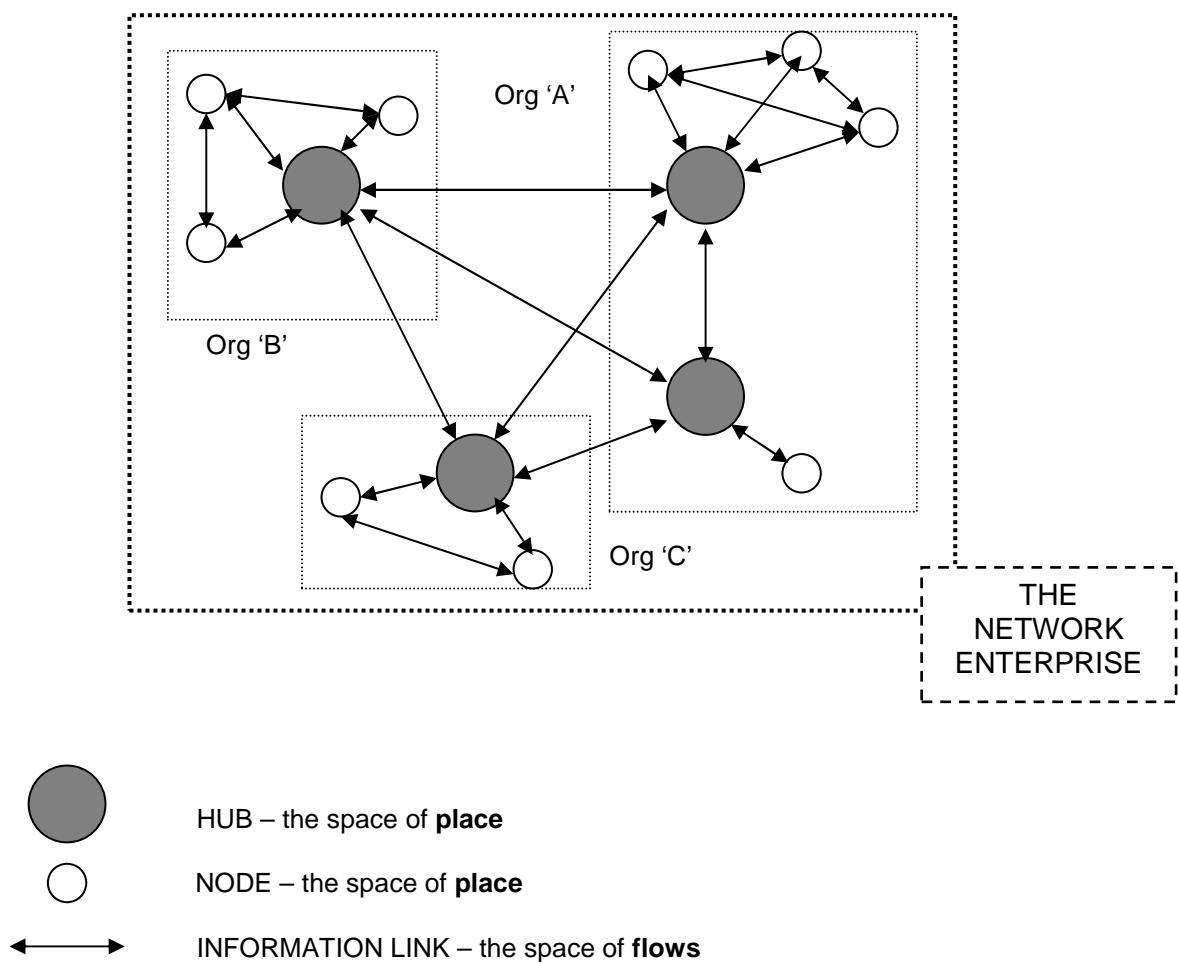 Org ‘A’
Org ‘B’
Org ‘C’
THE
NETWORK
ENTERPRISE
HUB – the space of place
NODE – the space of place
INFORMATION LINK – the space of flows